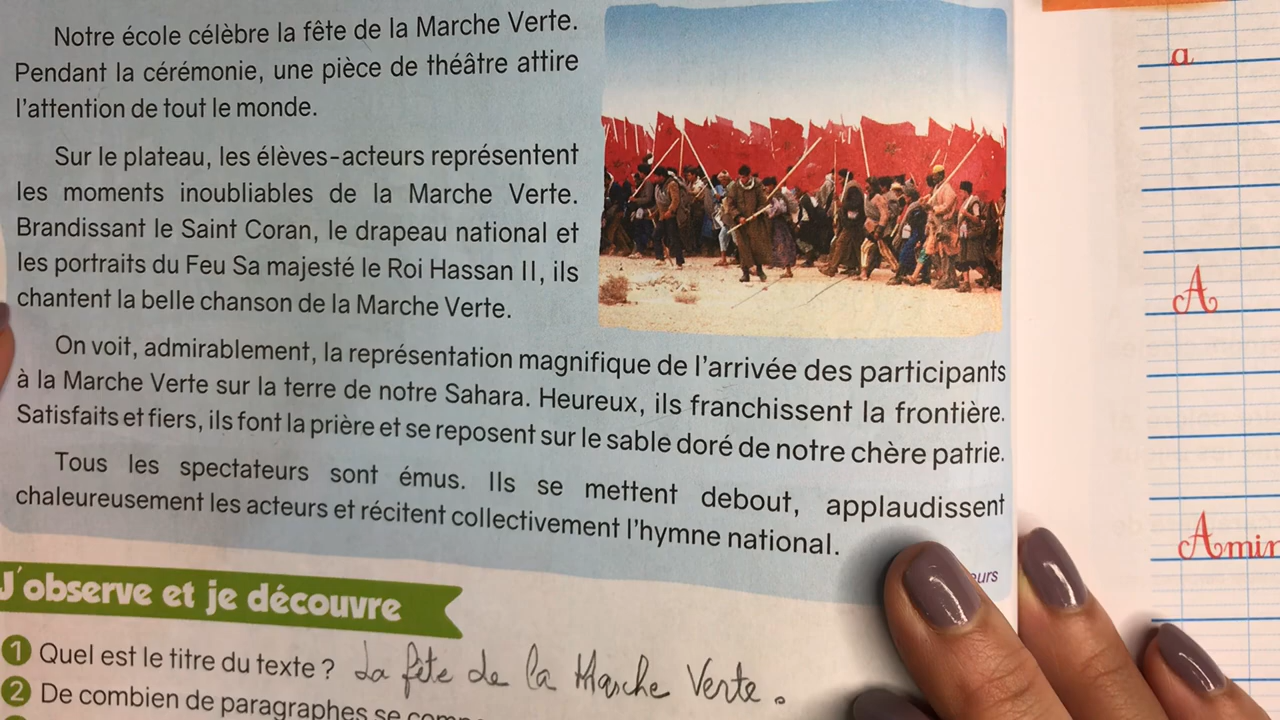 Notre école célèbre la fête de la Marche Verte.
Pendant la cérémonie, une pièce de théâtre attire
l'attention de tout le monde.
Sur le plateau, les élèves-acteurs représentent
les moments inoubliables de la Marche Verte.
Brandissant le Saint Coran, le drapeau national et
les portraits du Feu Sa majesté le Roi Hassan II, ils
chantent la belle chanson de la Marche Verte.
On voit, admirablement, la représentation magnifique de l'arrivée des participants
à la Marche Verte sur la terre de notre Sahara. Heureux, ils franchissent la frontière.
Satisfaits et fiers, ils font la prière et se reposent sur le sable doré de notre chère patrie.
Tous les spectateurs sont émus. Ils se mettent debout, applaudissent
chaleureusement les acteurs et récitent collectivement l'hymne national.
J'observe et je découvre
1 Quel est le titre du texte ? La fête de la Marche Verte.
2 De combien de paragraphes se
a
A